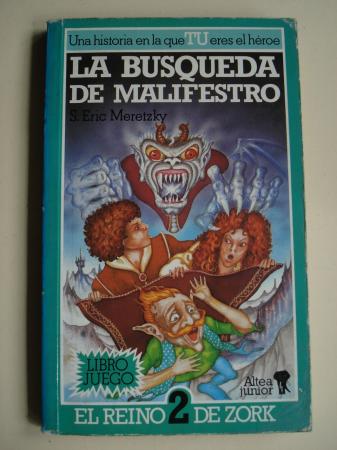 Una historia en la que TU eres el héroe
LA BUSQUEDA
DE MALIFESTRO
S. Eric Meretzky
LIBRO
JUEGO
Altea
junior
EL REINO 2 DE ZORK